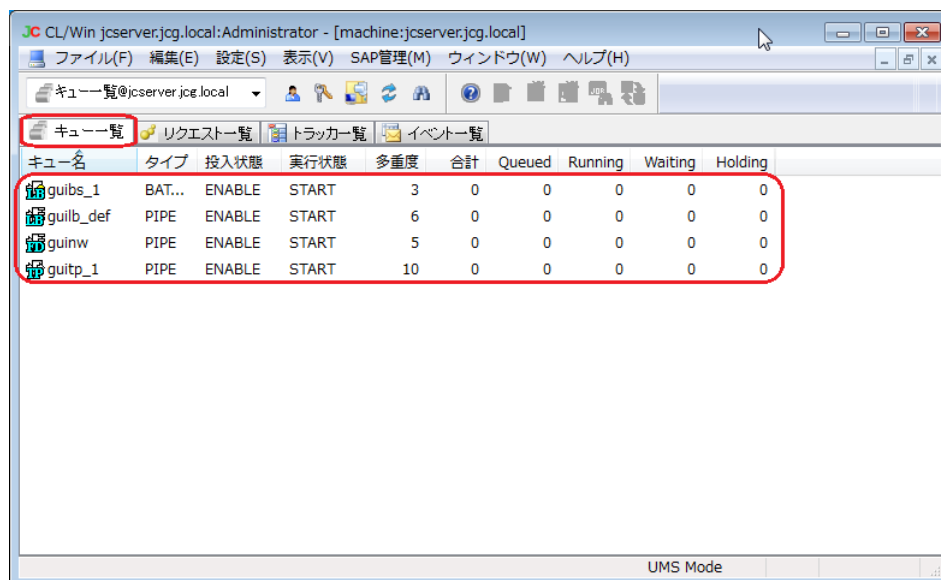 JC CL/Win jcserver.jcg.local:Administrator - [machine:jcserver.jcg.local]
ファイル(F) 編集(E) 設定(S) 表示(V) SAP管理(M) ウィンドウ(W) ヘルプ(H)
キュー一覧@jcserver.jcg.local
キュー一覧 リクエスト一覧 トラッカ一覧 イベント一覧
キュー名 タイプ 投入状態 実行状態 多重度 合計 Queued Running Waiting Holding
guibs_1 BAT... ENABLE START 3 0 0 0 0 0
guilb_def PIPE ENABLE START 6 0 0 0 0 0
guinw PIPE ENABLE START 5 0 0 0 0 0
guitp_1 PIPE ENABLE START 10 0 0 0 0 0
UMS Mode